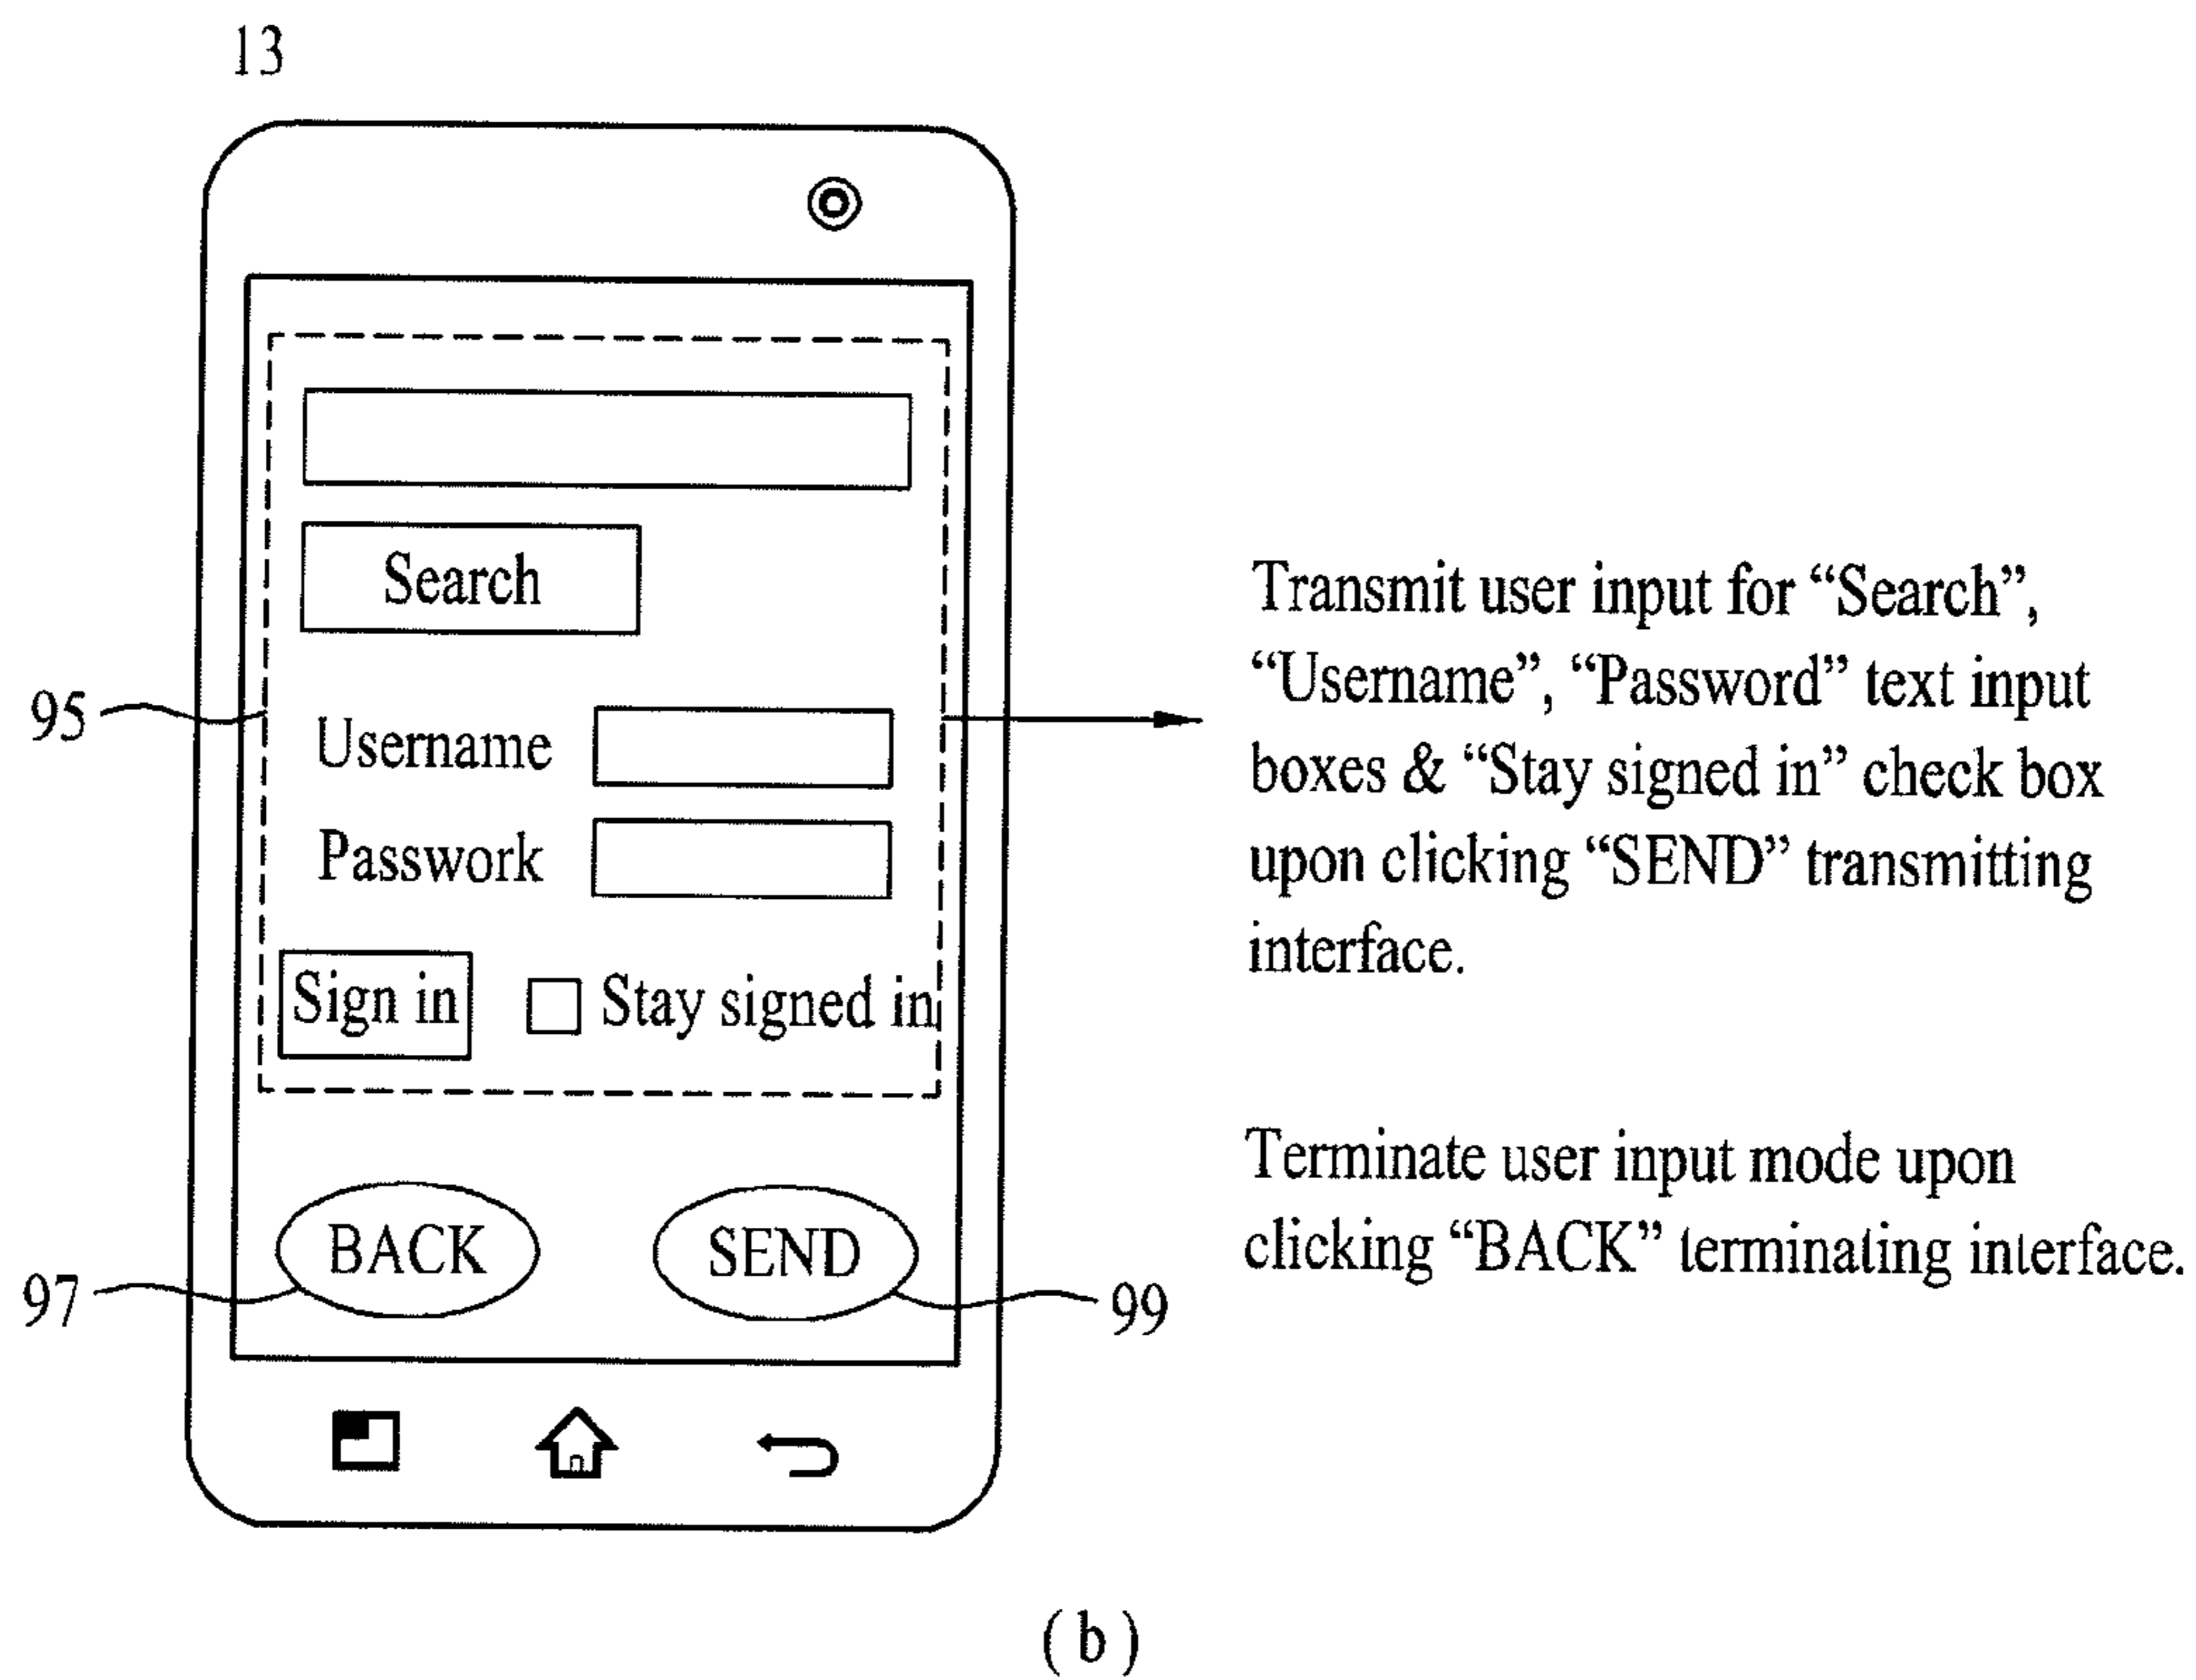 13
Search
Transmit user input for “Search”,
“Username”, “Password” text input
boxes & “Stay signed in” check box
upon clicking “SEND” transmitting
interface.
95
Username
Passwork
Sign in
Stay signed in
Terminate user input mode upon
clicking “BACK” terminating interface.
BACK
SEND
97
99
(b)